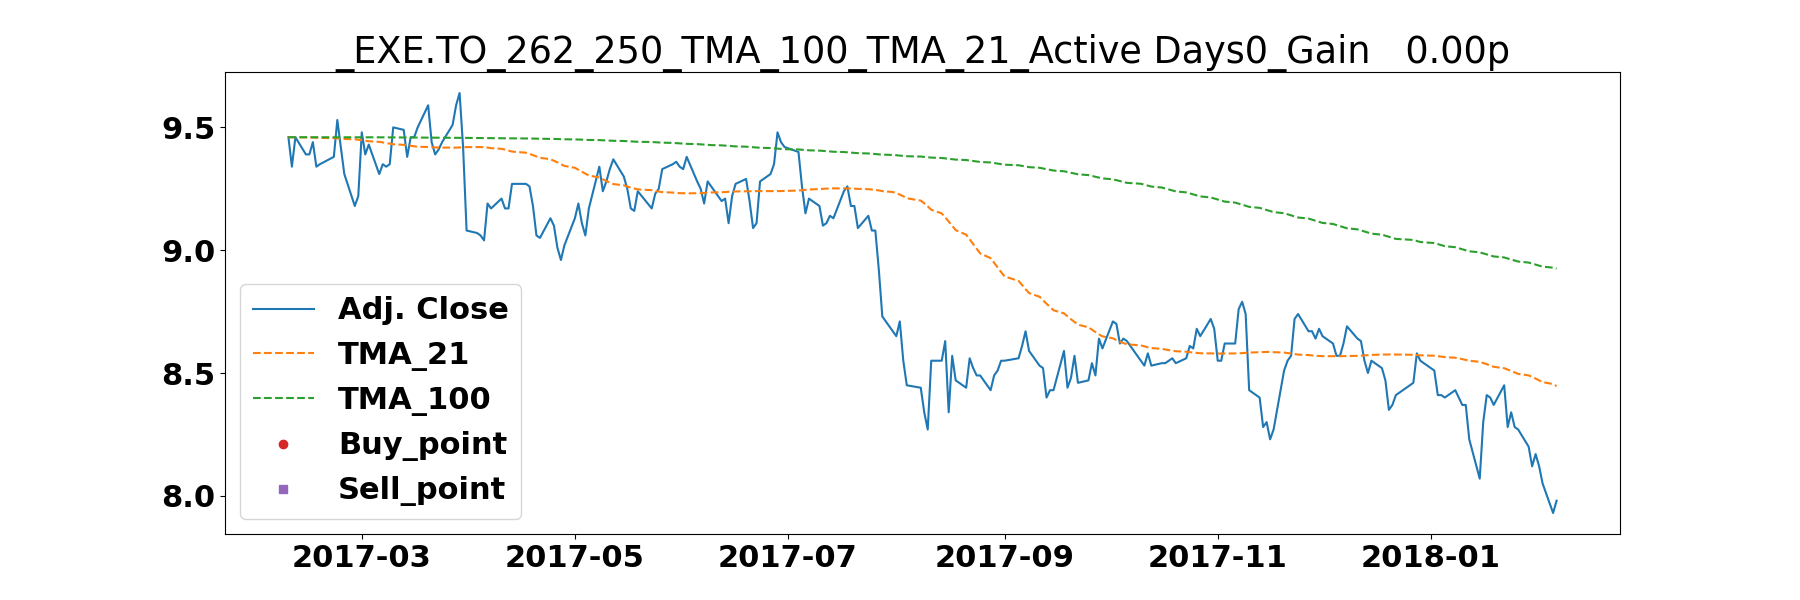 _EXE.TO_262_250_TMA_100_TMA_21_Active Days0_Gain   0.00p
9.5
9.0
8.5
8.0
Adj. Close
TMA_21
TMA_100
Buy_point
Sell_point
2017-03 2017-05 2017-07 2017-09 2017-11 2018-01